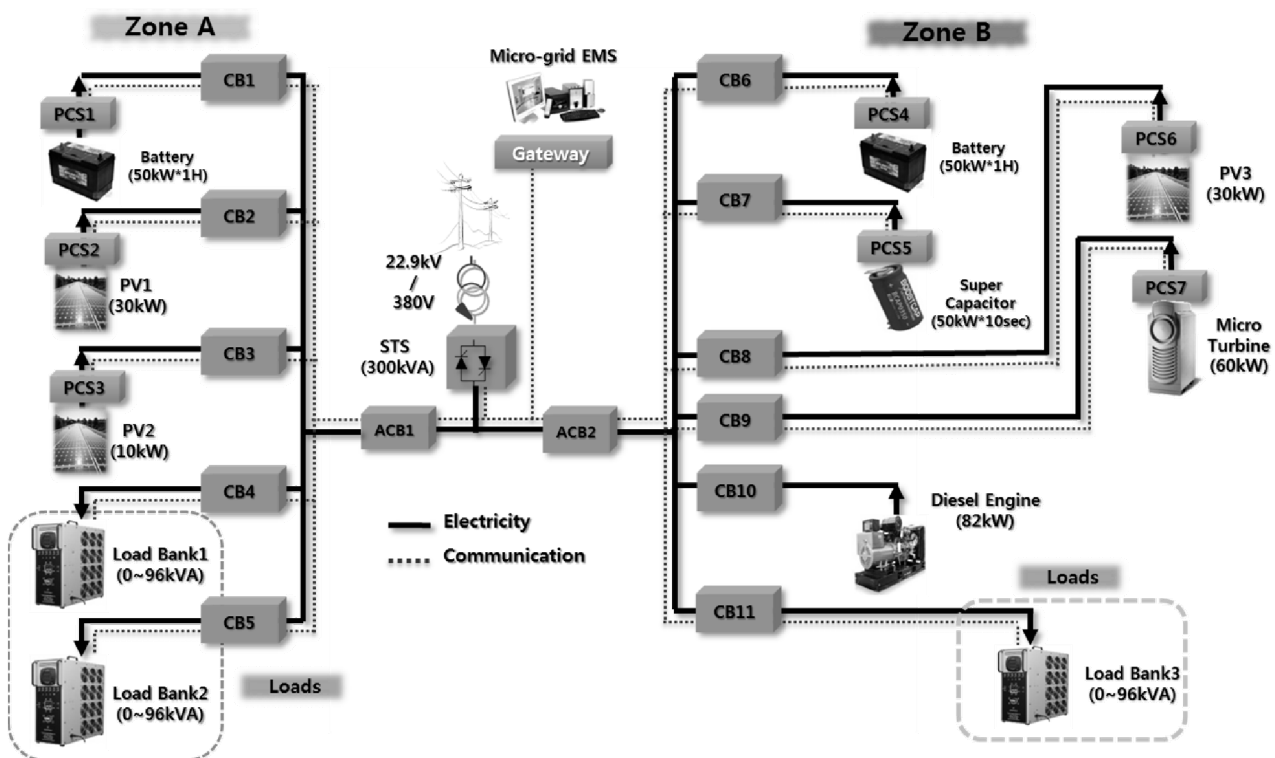 Zone A
CB1
PCS1
Battery
(50kW*1H)
CB2
PCS2
PV1
(30kW)
CB3
PCS3
PV2
(10kW)
CB4
Load Bank1
(0~96kVA)
CB5
Load Bank2
(0~96kVA)
Loads
Micro-grid EMS
Gateway
22.9kV
/
380V
STS
(300kVA)
ACB1
ACB2
Electricity
Communication
Zone B
CB6
PCS4
Battery
(50kW*1H)
CB7
PCS5
Super
Capacitor
(50kW*10sec)
PCS6
PV3
(30kW)
PCS7
Micro
Turbine
(60kW)
CB8
CB9
CB10
Diesel Engine
(82kW)
CB11
Loads
Load Bank3
(0~96kVA)